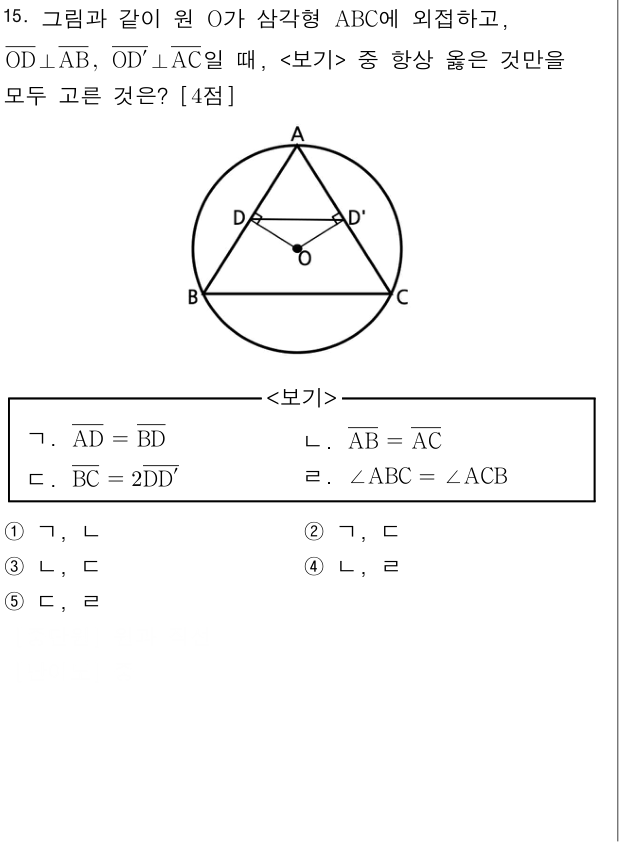 15. 그림과 같이 원 O가 삼각형 ABC에 외접하고,
OD⊥AB, OD′⊥AC일 때, <보기> 중 항상 옳은 것만을
모두 고른 것은? [4점]
A
D D'
O
B C
<보기>
ㄱ. AD = BD ㄴ. AB = AC
ㄷ. BC = 2DD′ ㄹ. ∠ABC = ∠ACB
① ㄱ, ㄴ ② ㄱ, ㄷ
③ ㄴ, ㄷ ④ ㄴ, ㄹ
⑤ ㄷ, ㄹ